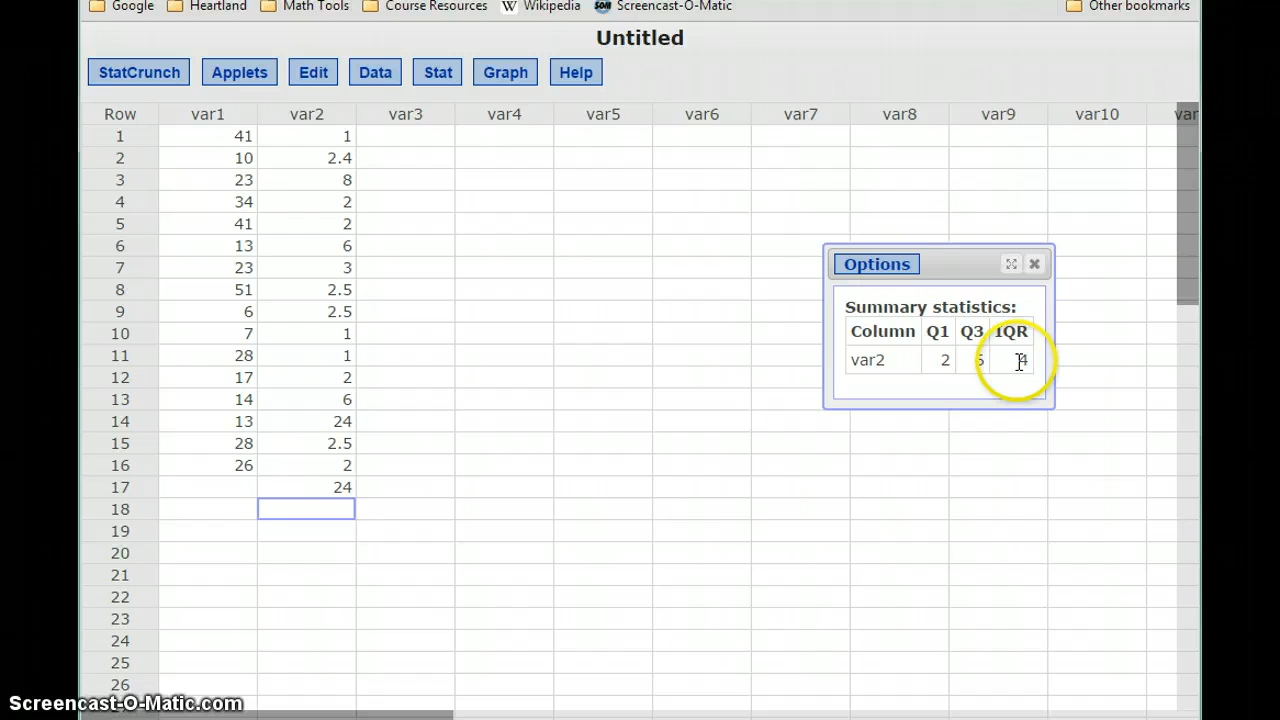 Google Heartland Math Tools Course Resources W Wikipedia SOM Screencast-O-Matic Other bookmarks
Untitled
StatCrunch Applets Edit Data Stat Graph Help
Row var1 var2 var3 var4 var5 var6 var7 var8 var9 var10 var
1 41 1
2 10 2.4
3 23 8
4 34 2
5 41 2
6 13 6
7 23 3
8 51 2.5
9 6 2.5
10 7 1
11 28 1
12 17 2
13 14 6
14 13 24
15 28 2.5
16 26 2
17 24
18
19
20
21
22
23
24
25
26
Options
Summary statistics:
Column Q1 Q3 IQR
var2 2 6 4
Screencast-O-Matic.com